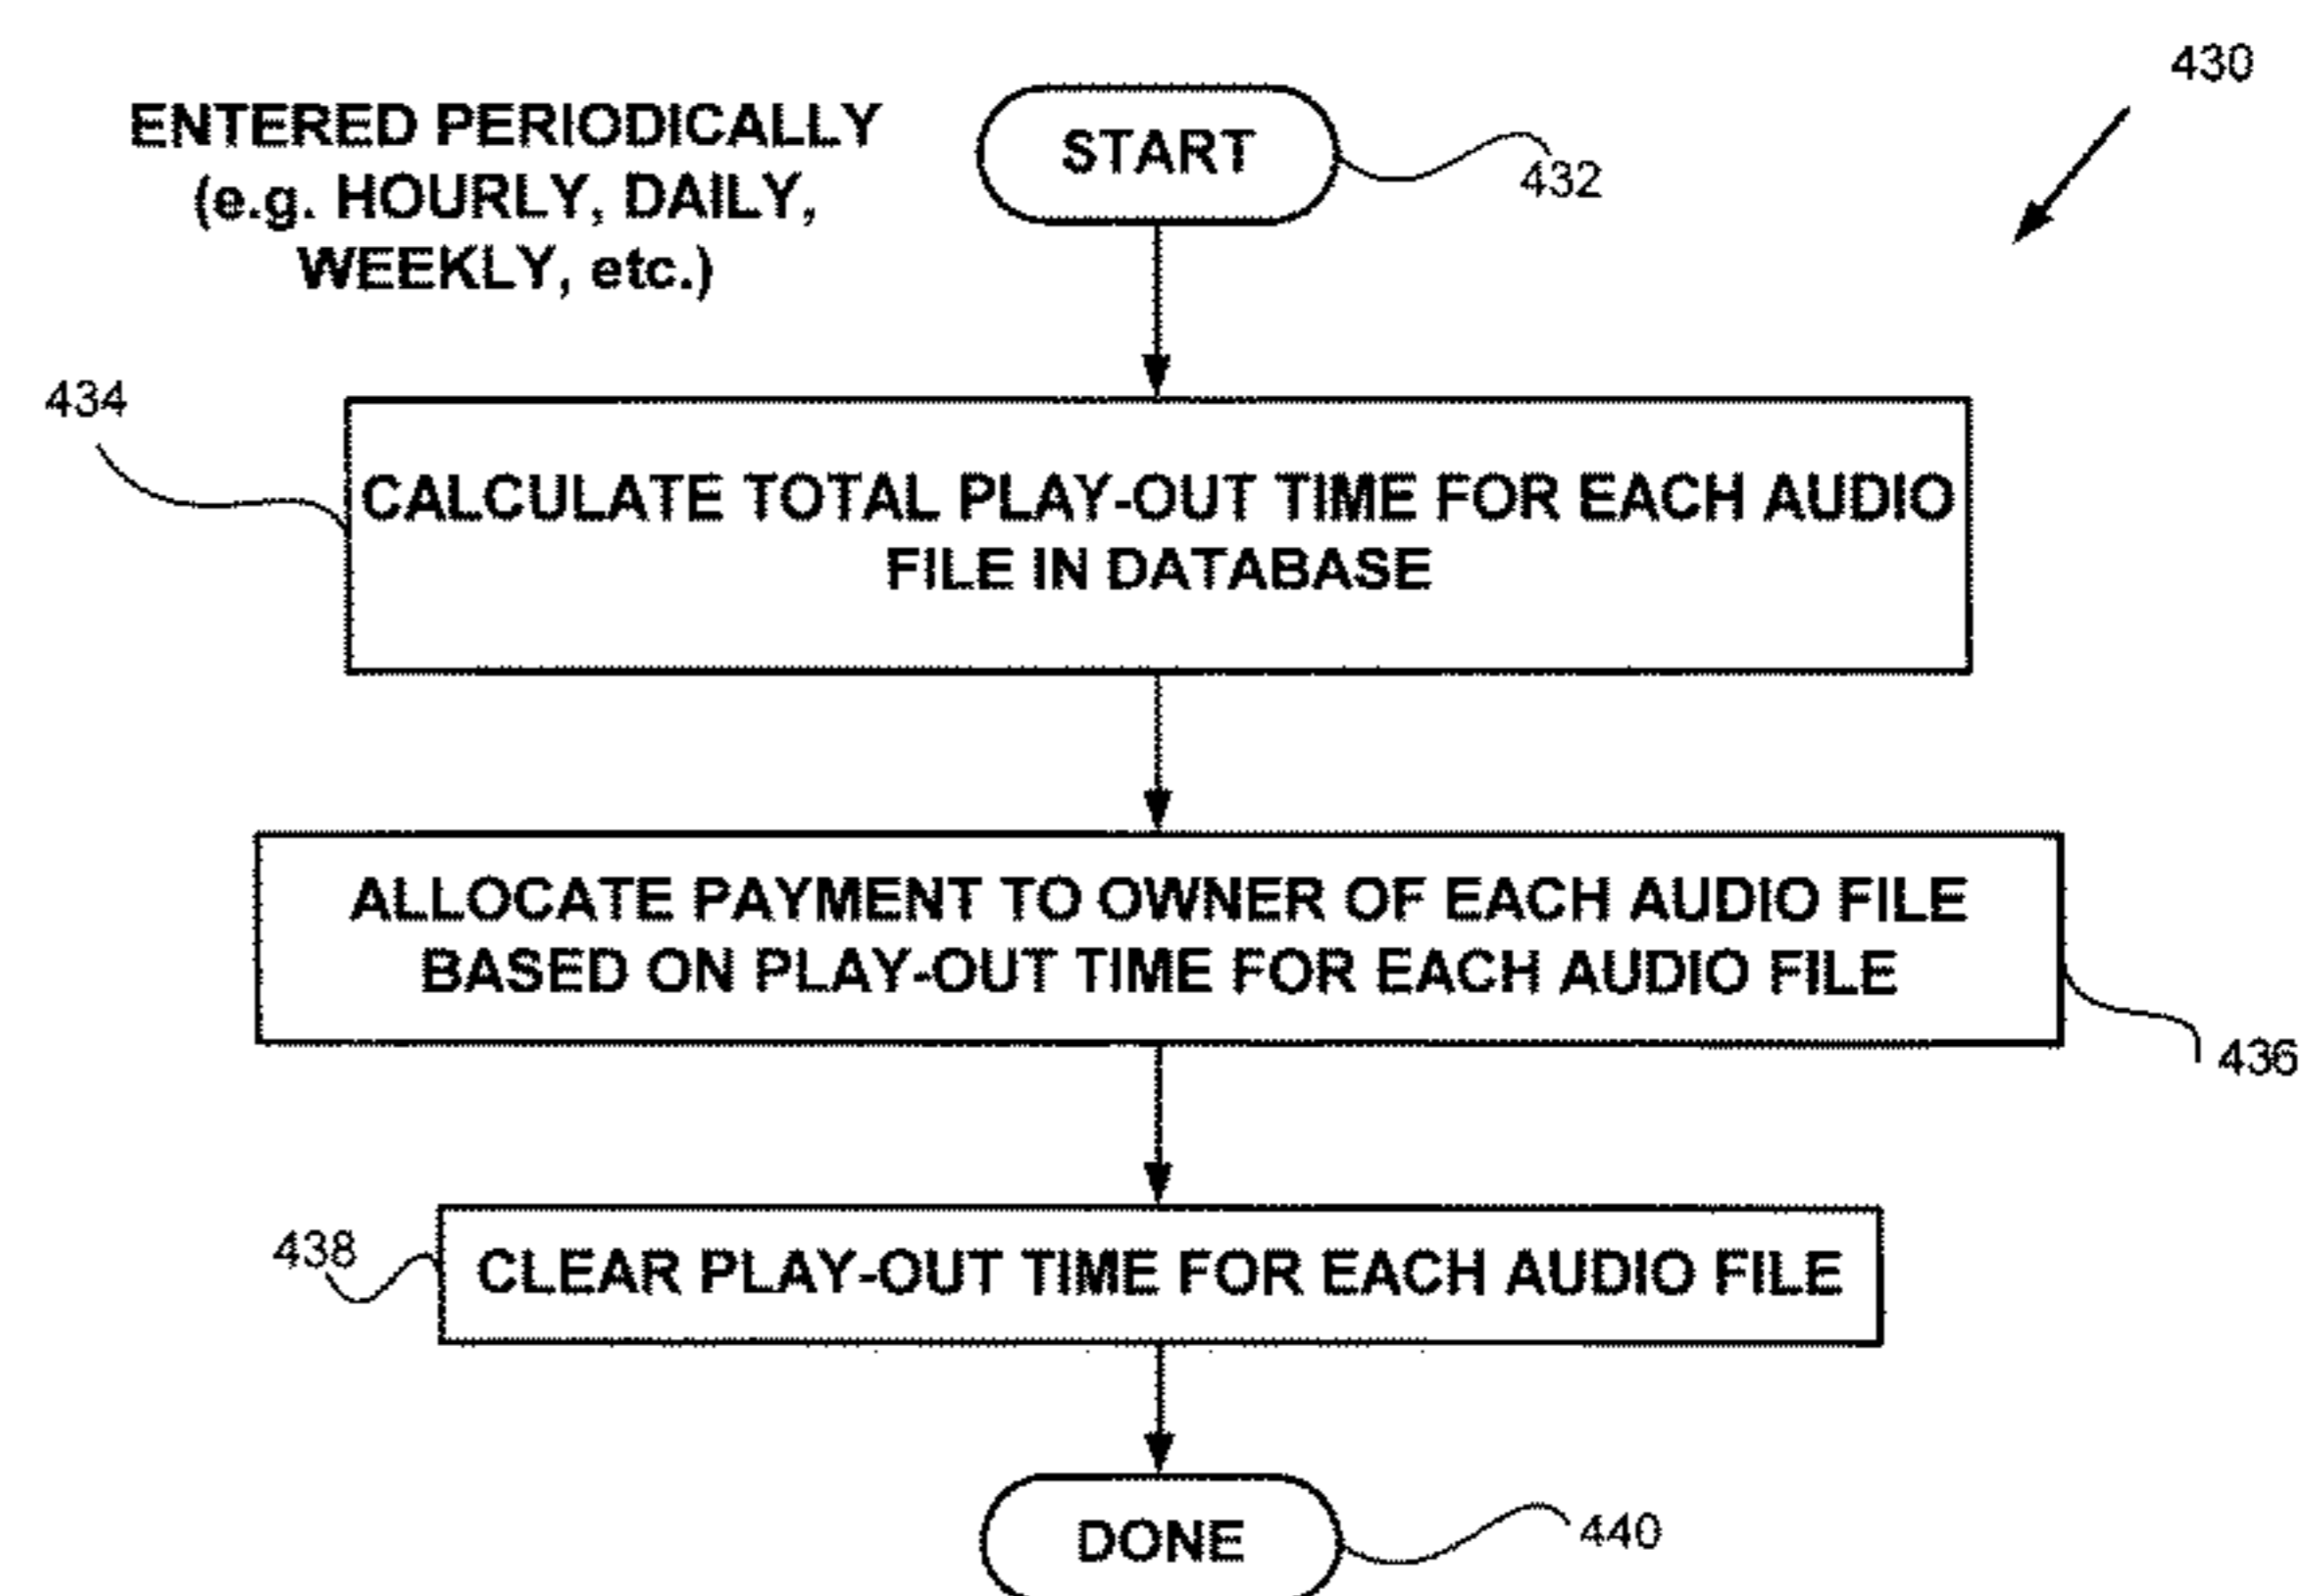 430
ENTERED PERIODICALLY
(e.g. HOURLY, DAILY,
WEEKLY, etc.)
START
432
434
CALCULATE TOTAL PLAY-OUT TIME FOR EACH AUDIO
FILE IN DATABASE
ALLOCATE PAYMENT TO OWNER OF EACH AUDIO FILE
BASED ON PLAY-OUT TIME FOR EACH AUDIO FILE
436
438
CLEAR PLAY-OUT TIME FOR EACH AUDIO FILE
DONE
440